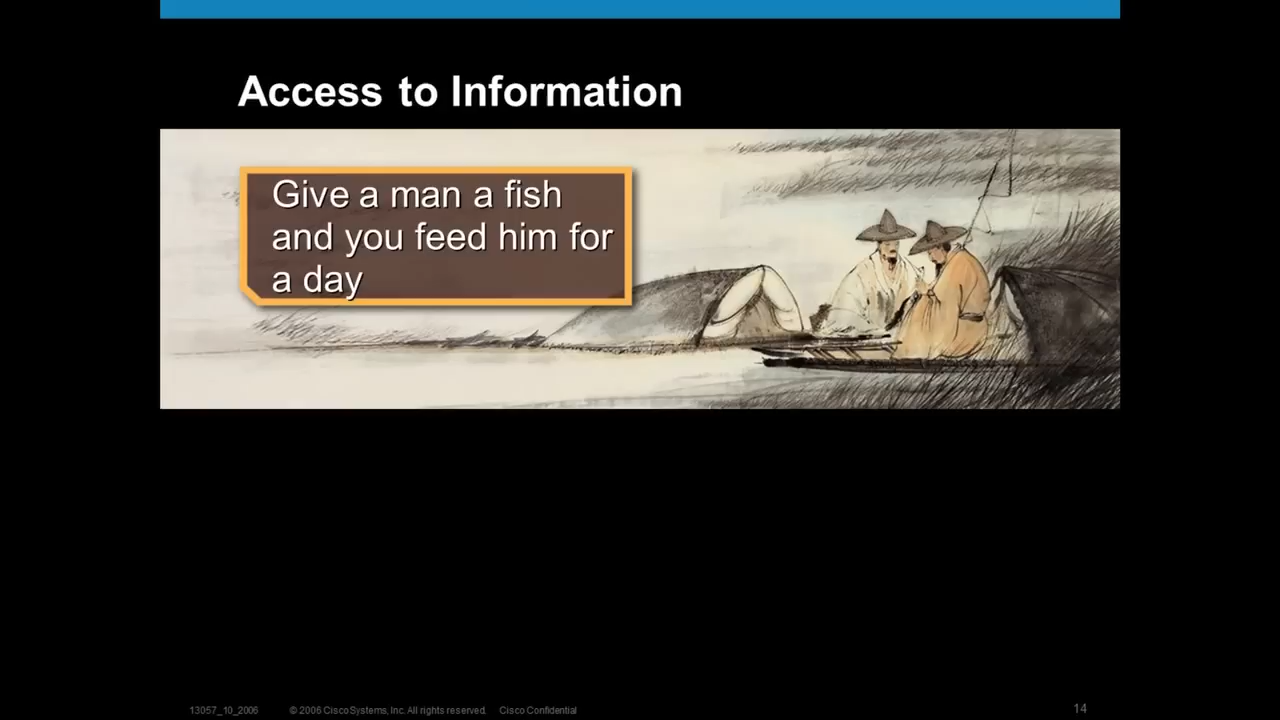 Access to Information
Give a man a fish
and you feed him for
a day
13057_10_2006 © 2006 Cisco Systems, Inc. All rights reserved. Cisco Confidential 14